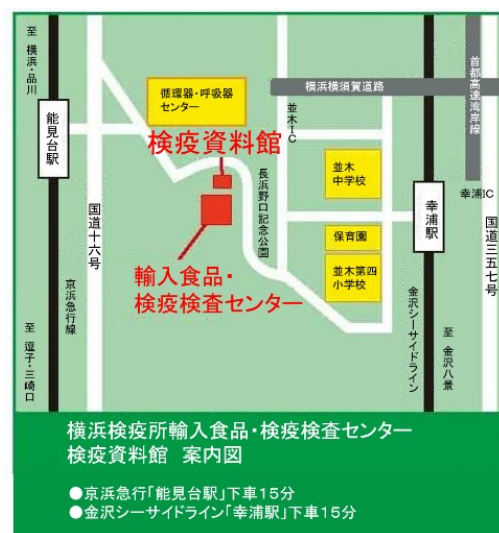 至 横浜・品川
能見台駅
国道十六号
京浜急行線
至 逗子・三崎口
循環器・呼吸器
センター
検疫資料館
輸入食品・
検疫検査センター
長浜野口記念公園
並木IC
横浜横須賀道路
首都高速湾岸線
並木
中学校
幸浦IC
幸浦駅
保育園
並木第四
小学校
国道三五七号
金沢シーサイドライン
至 金沢八景
横浜検疫所輸入食品・検疫検査センター
検疫資料館 案内図
●京浜急行「能見台駅」下車15分
●金沢シーサイドライン「幸浦駅」下車15分